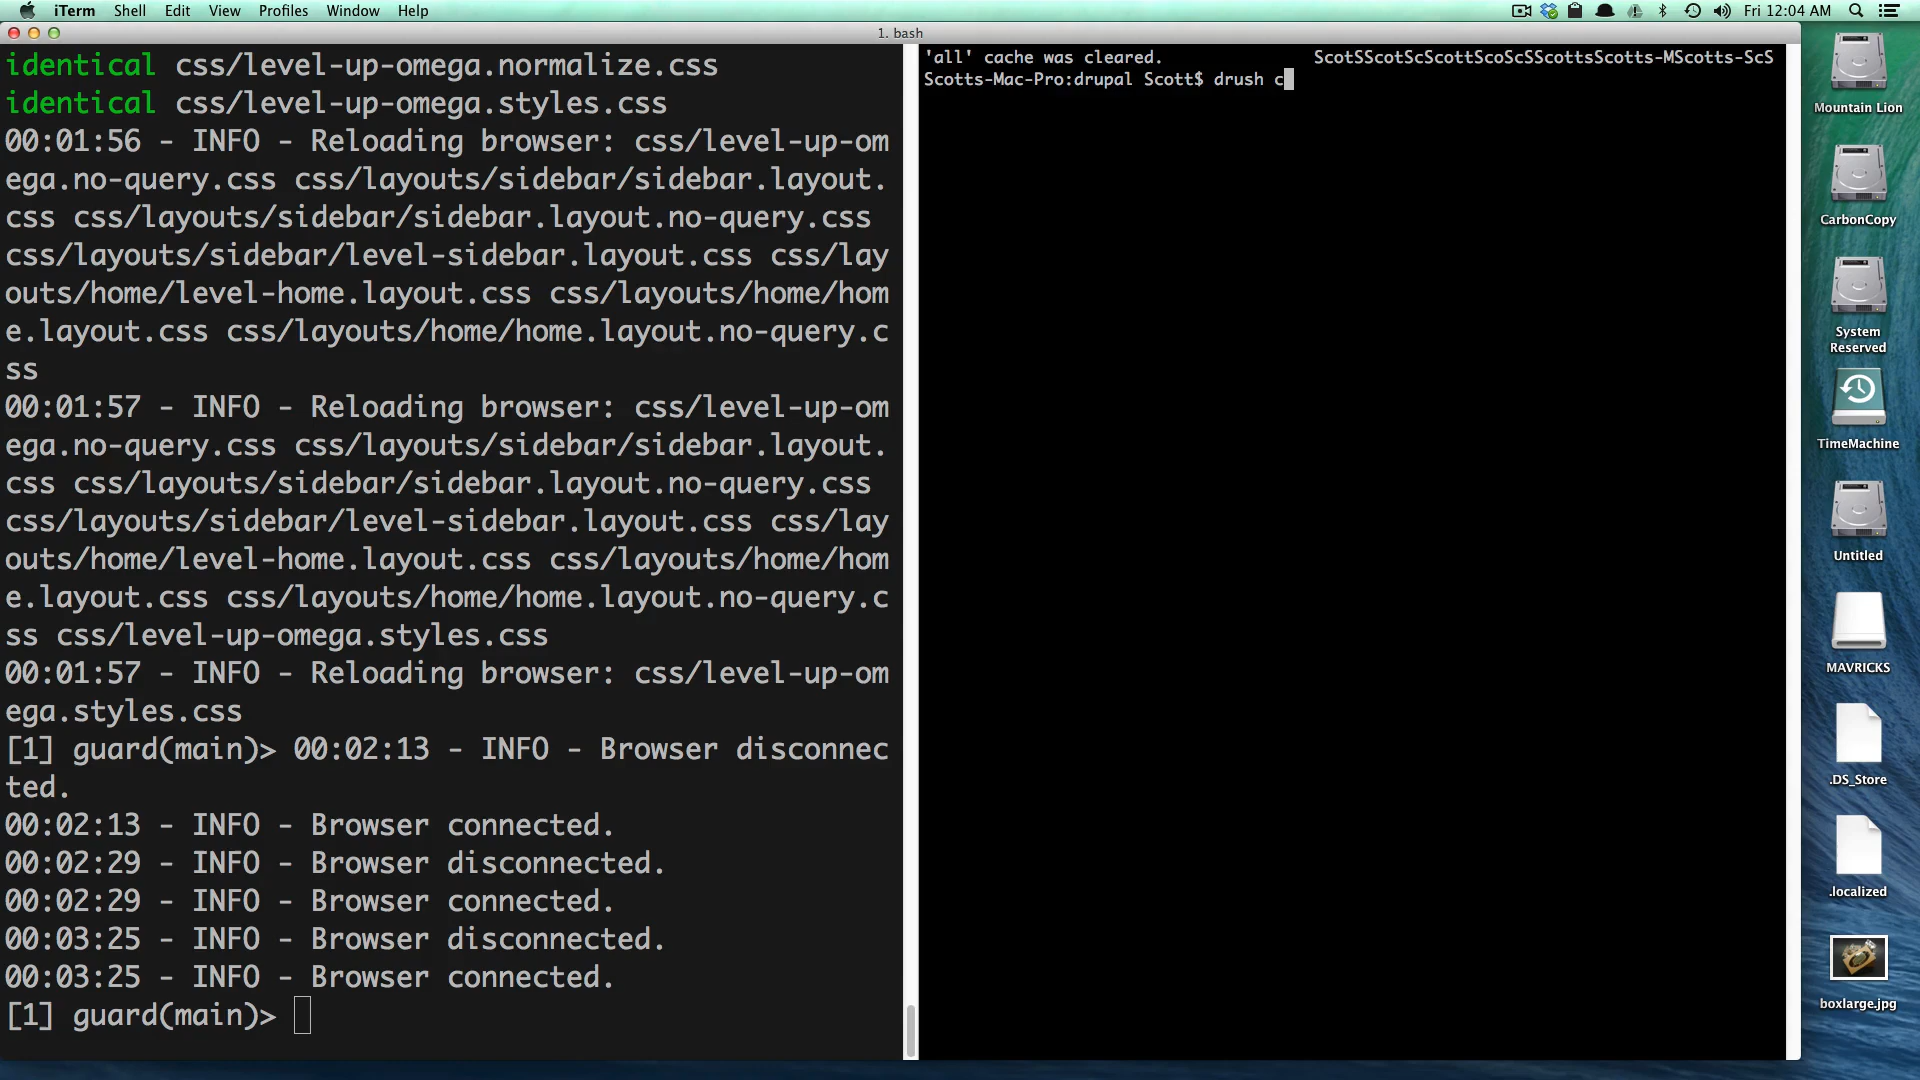 iTerm Shell Edit View Profiles Window Help Fri 12:04 AM
1. bash
identical css/level-up-omega.normalize.css
identical css/level-up-omega.styles.css
00:01:56 - INFO - Reloading browser: css/level-up-om
ega.no-query.css css/layouts/sidebar/sidebar.layout.
css css/layouts/sidebar/sidebar.layout.no-query.css
css/layouts/sidebar/level-sidebar.layout.css css/lay
outs/home/level-home.layout.css css/layouts/home/hom
e.layout.css css/layouts/home/home.layout.no-query.c
ss
00:01:57 - INFO - Reloading browser: css/level-up-om
ega.no-query.css css/layouts/sidebar/sidebar.layout.
css css/layouts/sidebar/sidebar.layout.no-query.css
css/layouts/sidebar/level-sidebar.layout.css css/lay
outs/home/level-home.layout.css css/layouts/home/hom
e.layout.css css/layouts/home/home.layout.no-query.c
ss css/level-up-omega.styles.css
00:01:57 - INFO - Reloading browser: css/level-up-om
ega.styles.css
[1] guard(main)> 00:02:13 - INFO - Browser disconnec
ted.
00:02:13 - INFO - Browser connected.
00:02:29 - INFO - Browser disconnected.
00:02:29 - INFO - Browser connected.
00:03:25 - INFO - Browser disconnected.
00:03:25 - INFO - Browser connected.
[1] guard(main)>
'all' cache was cleared. ScotSScotScScottScoScSScottsScotts-MScotts-ScS
Scotts-Mac-Pro:drupal Scott$ drush c
Mountain Lion
CarbonCopy
System
Reserved
TimeMachine
Untitled
MAVRICKS
.DS_Store
.localized
boxlarge.jpg